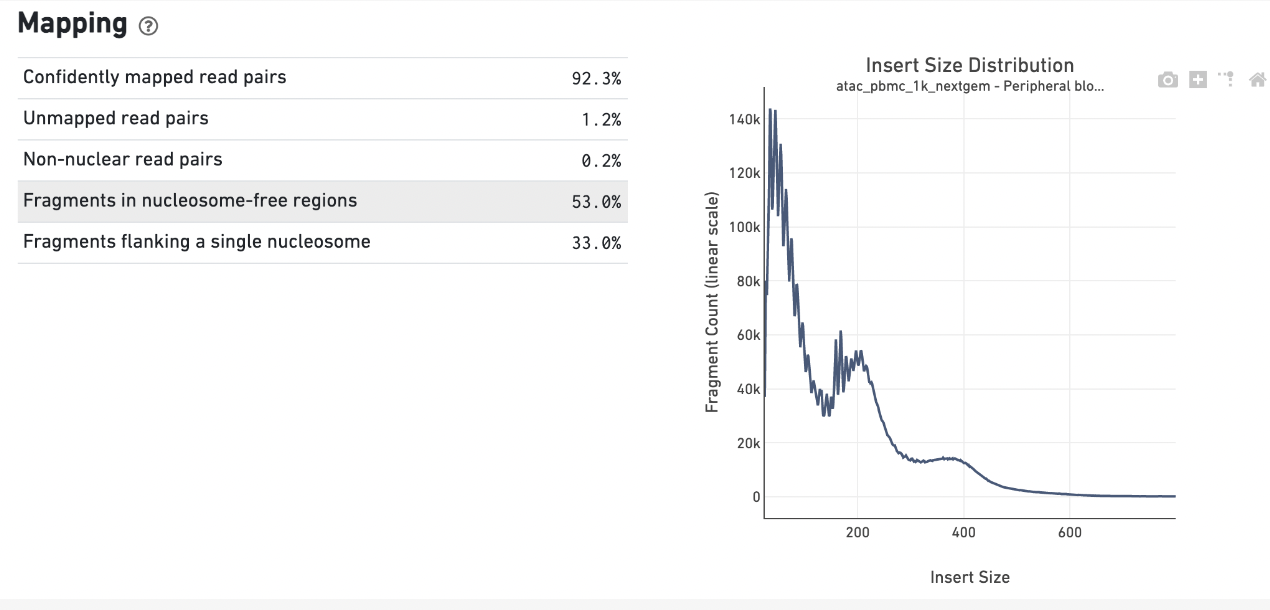 Mapping ?
Confidently mapped read pairs 92.3%
Unmapped read pairs 1.2%
Non-nuclear read pairs 0.2%
Fragments in nucleosome-free regions 53.0%
Fragments flanking a single nucleosome 33.0%
Insert Size Distribution
atac_pbmc_1k_nextgem - Peripheral blo...
Fragment Count (linear scale)
140k
120k
100k
80k
60k
40k
20k
0
200 400 600
Insert Size